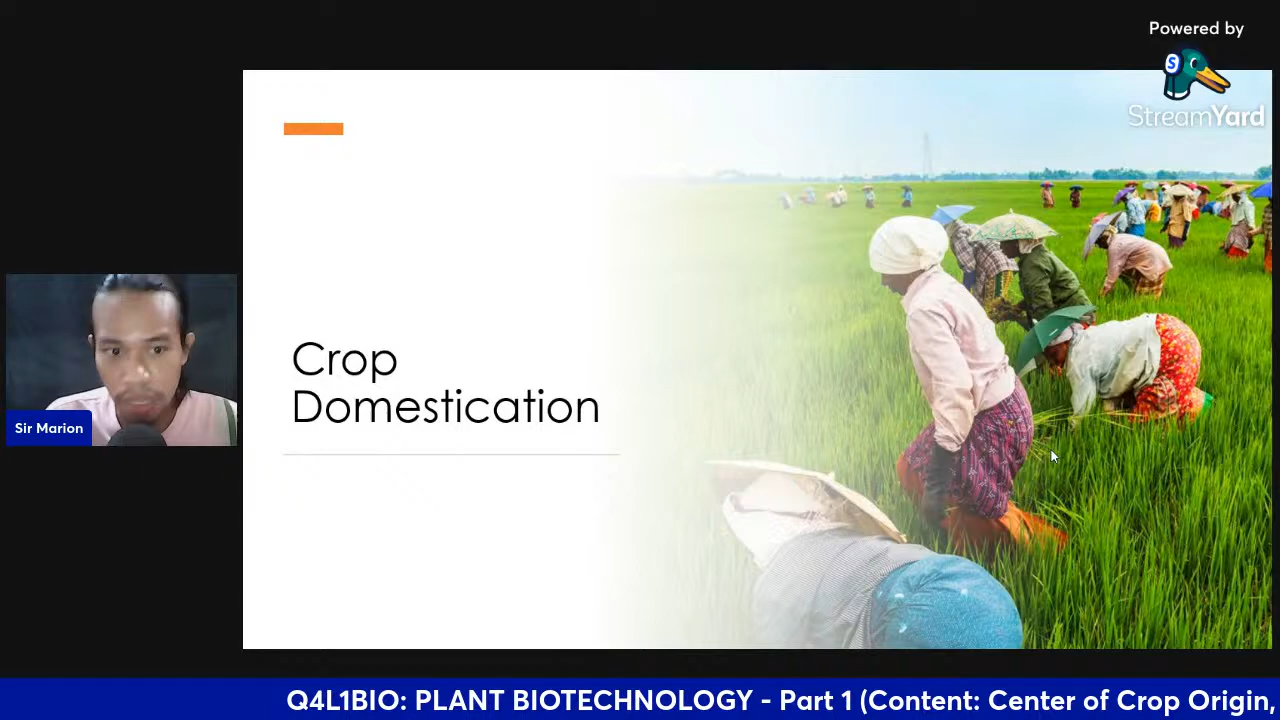 Powered by
S
StreamYard
Crop
Domestication
Sir Marion
Q4L1BIO: PLANT BIOTECHNOLOGY - Part 1 (Content: Center of Crop Origin,